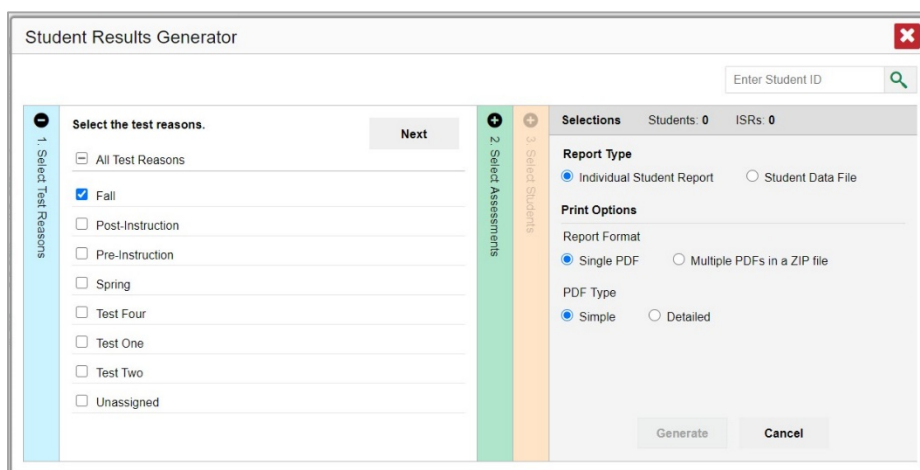 Student Results Generator
Enter Student ID
1. Select Test Reasons
Select the test reasons.
Next
All Test Reasons
Fall
Post-Instruction
Pre-Instruction
Spring
Test Four
Test One
Test Two
Unassigned
2. Select Assessments
3. Select Students
Selections Students: 0 ISRs: 0
Report Type
Individual Student Report Student Data File
Print Options
Report Format
Single PDF Multiple PDFs in a ZIP file
PDF Type
Simple Detailed
Generate Cancel